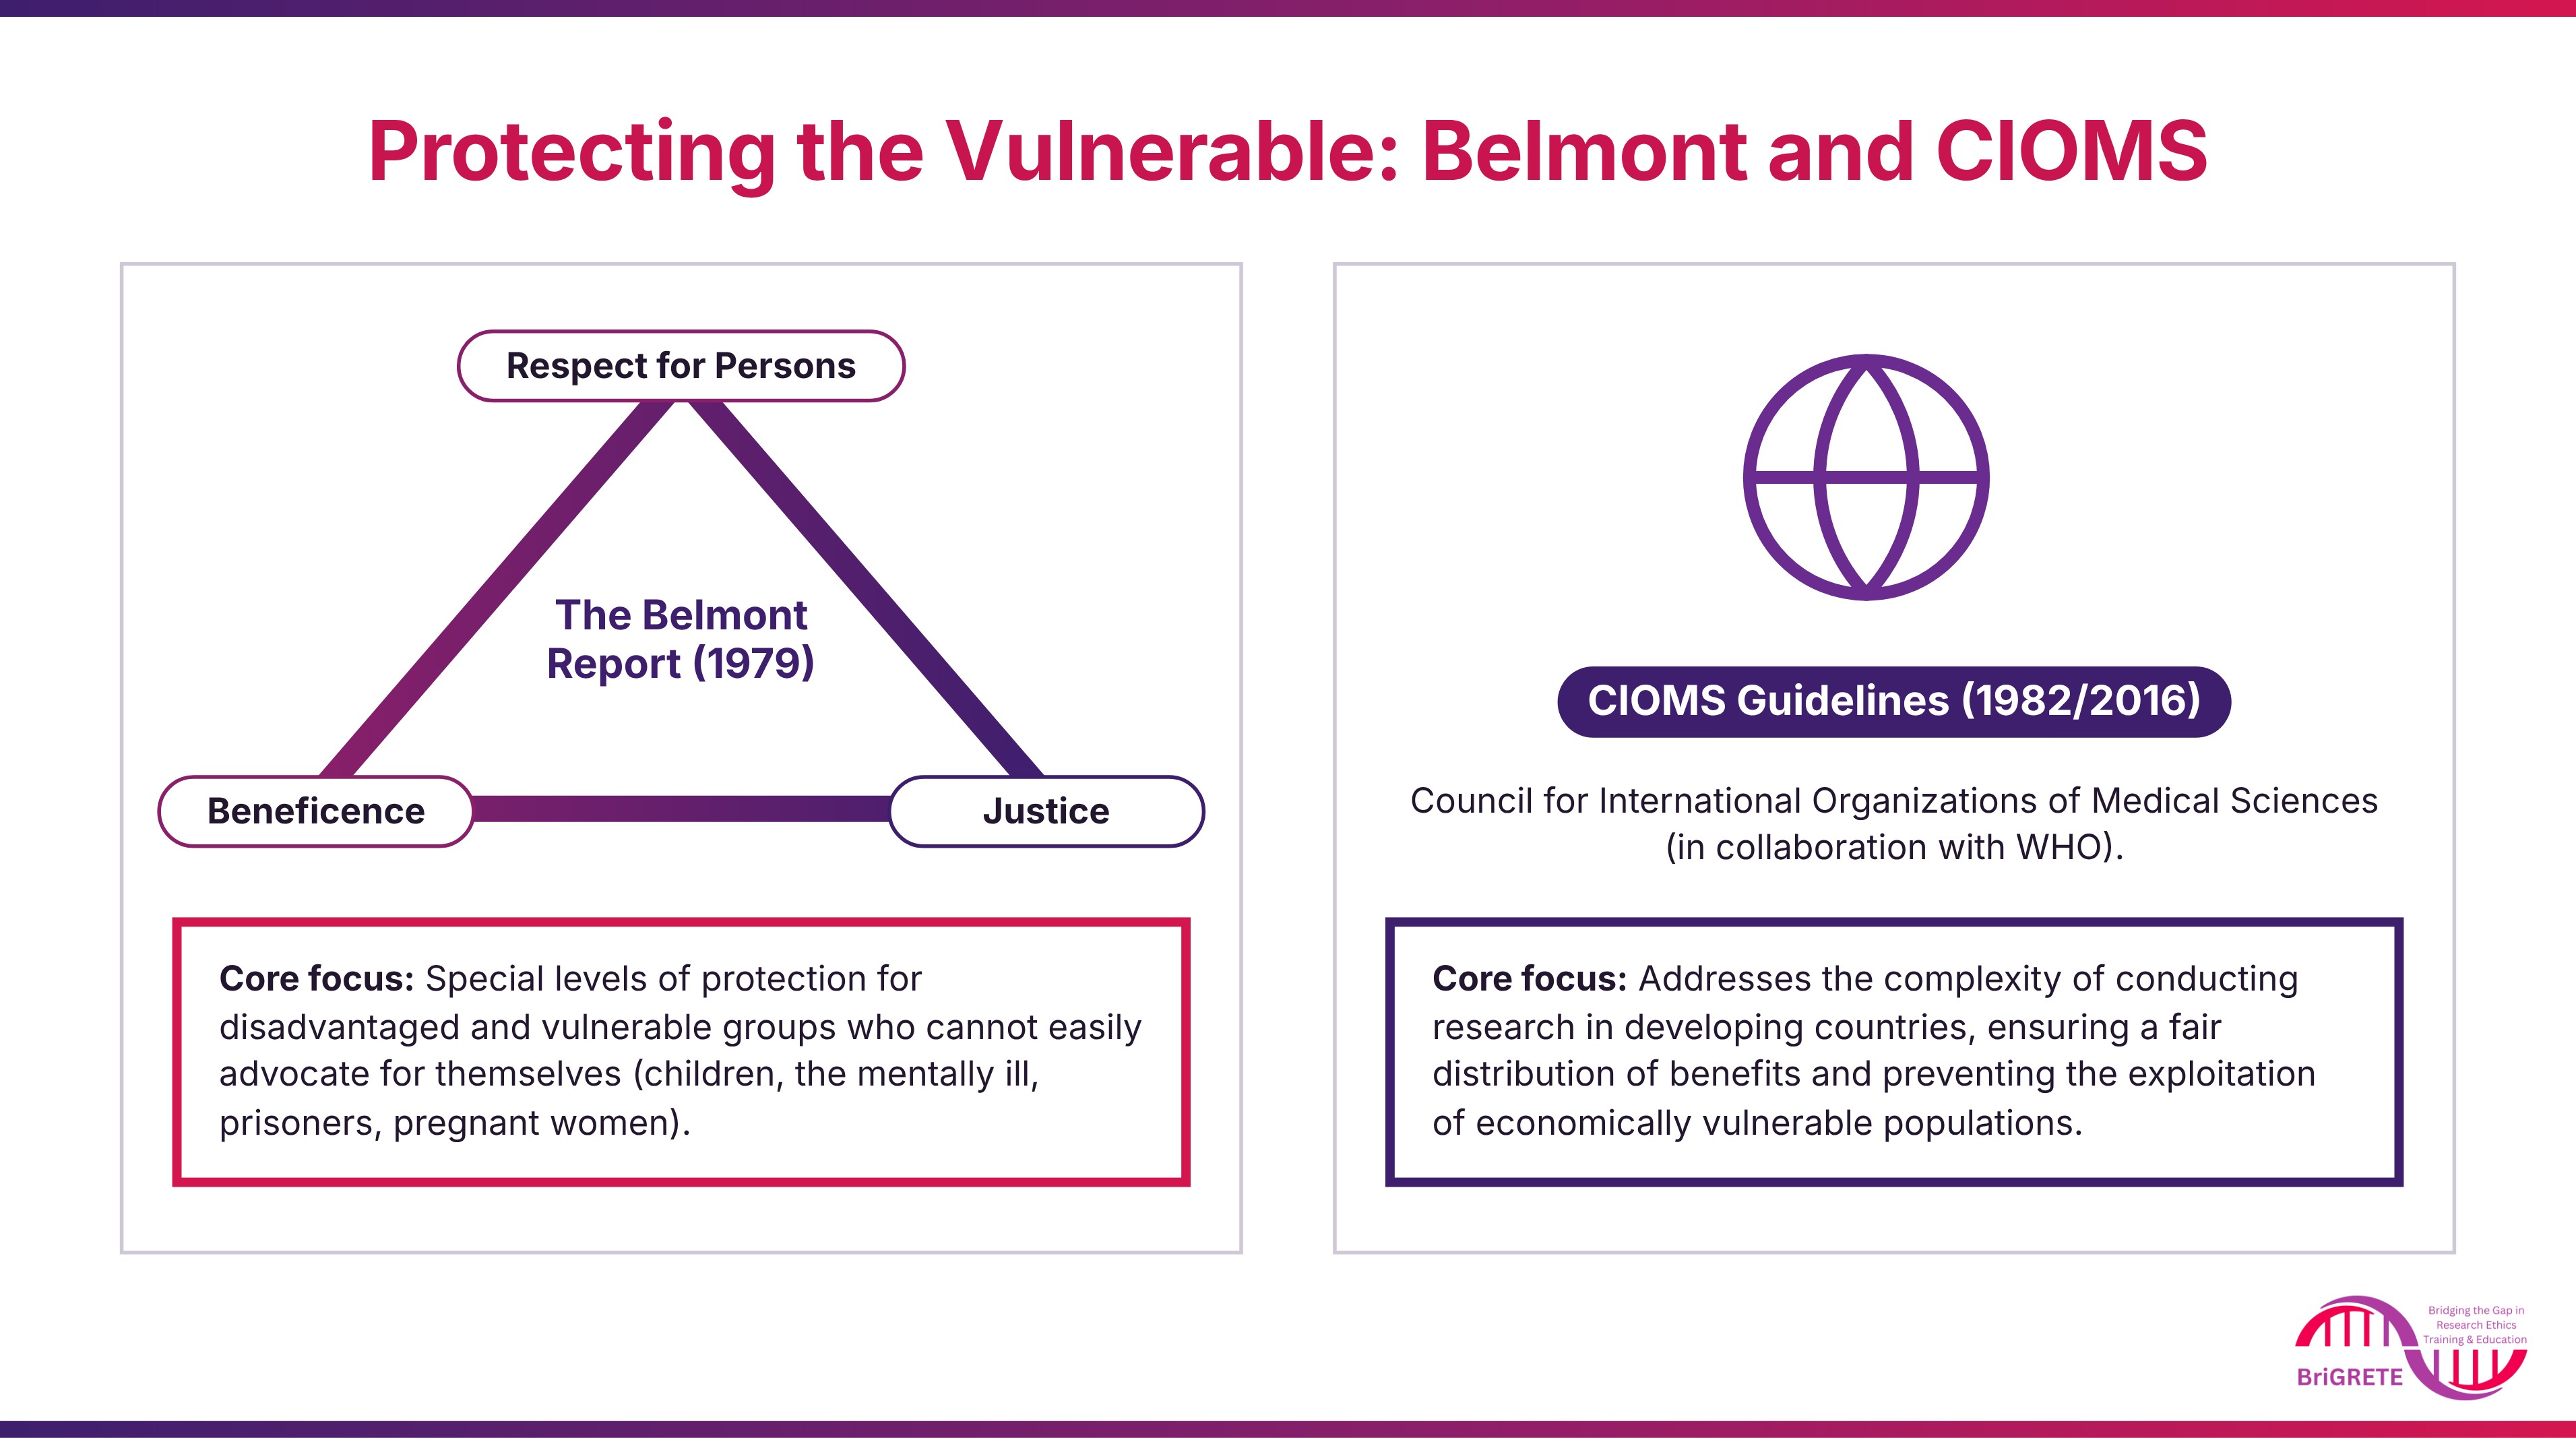 Protecting the Vulnerable: Belmont and CIOMS
Respect for Persons
The Belmont
Report (1979)
Beneficence
Justice
Core focus: Special levels of protection for
disadvantaged and vulnerable groups who cannot easily
advocate for themselves (children, the mentally ill,
prisoners, pregnant women).
CIOMS Guidelines (1982/2016)
Council for International Organizations of Medical Sciences
(in collaboration with WHO).
Core focus: Addresses the complexity of conducting
research in developing countries, ensuring a fair
distribution of benefits and preventing the exploitation
of economically vulnerable populations.
Bridging the Gap in
Research Ethics
Training & Education
BriGRETE